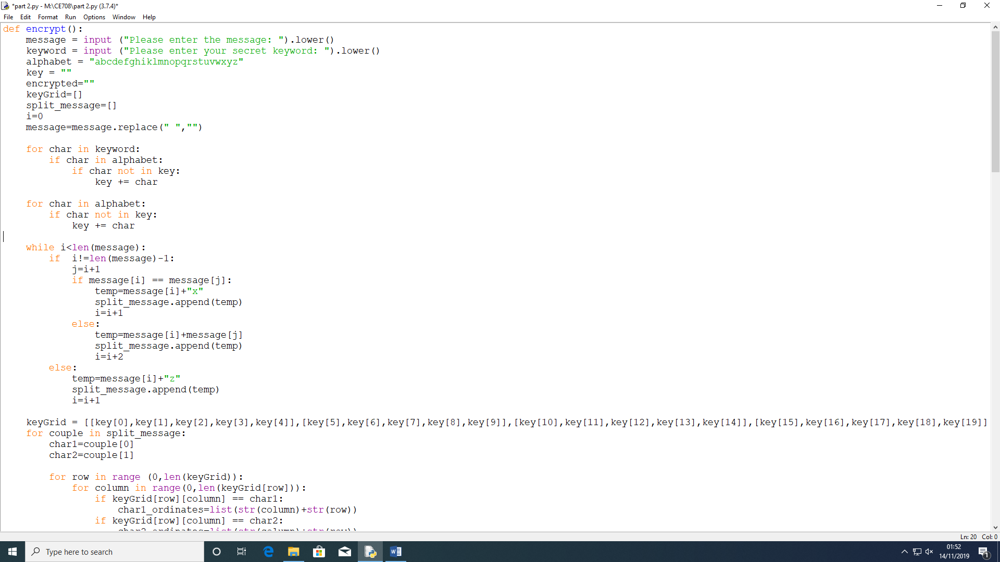 *part 2.py - M:\CE708\part 2.py (3.7.4)*
File Edit Format Run Options Window Help
def encrypt():
    message = input ("Please enter the message: ").lower()
    keyword = input ("Please enter your secret keyword: ").lower()
    alphabet = "abcdefghiklmnopqrstuvwxyz"
    key = ""
    encrypted=""
    keyGrid=[]
    split_message=[]
    i=0
    message=message.replace(" ","")
    for char in keyword:
        if char in alphabet:
            if char not in key:
                key += char
    for char in alphabet:
        if char not in key:
            key += char
    while i<len(message):
        if  i!=len(message)-1:
            j=i+1
            if message[i] == message[j]:
                temp=message[i]+"x"
                split_message.append(temp)
                i=i+1
            else:
                temp=message[i]+message[j]
                split_message.append(temp)
                i=i+2
        else:
            temp=message[i]+"z"
            split_message.append(temp)
            i=i+1
    keyGrid = [[key[0],key[1],key[2],key[3],key[4]],[key[5],key[6],key[7],key[8],key[9]],[key[10],key[11],key[12],key[13],key[14]],[key[15],key[16],key[17],key[18],key[19]]
    for couple in split_message:
        char1=couple[0]
        char2=couple[1]
        for row in range (0,len(keyGrid)):
            for column in range(0,len(keyGrid[row])):
                if keyGrid[row][column] == char1:
                    char1_ordinates=list(str(column)+str(row))
                if keyGrid[row][column] == char2:
                    char2_ordinates=list(str(column)+str(row))
Ln: 20 Col: 0
Type here to search
01:52
14/11/2019
1